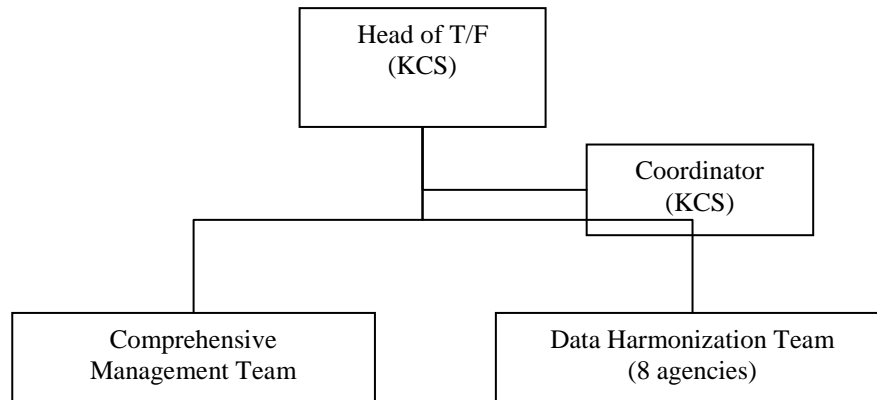 Head of T/F
(KCS)
Coordinator
(KCS)
Comprehensive
Management Team
Data Harmonization Team
(8 agencies)